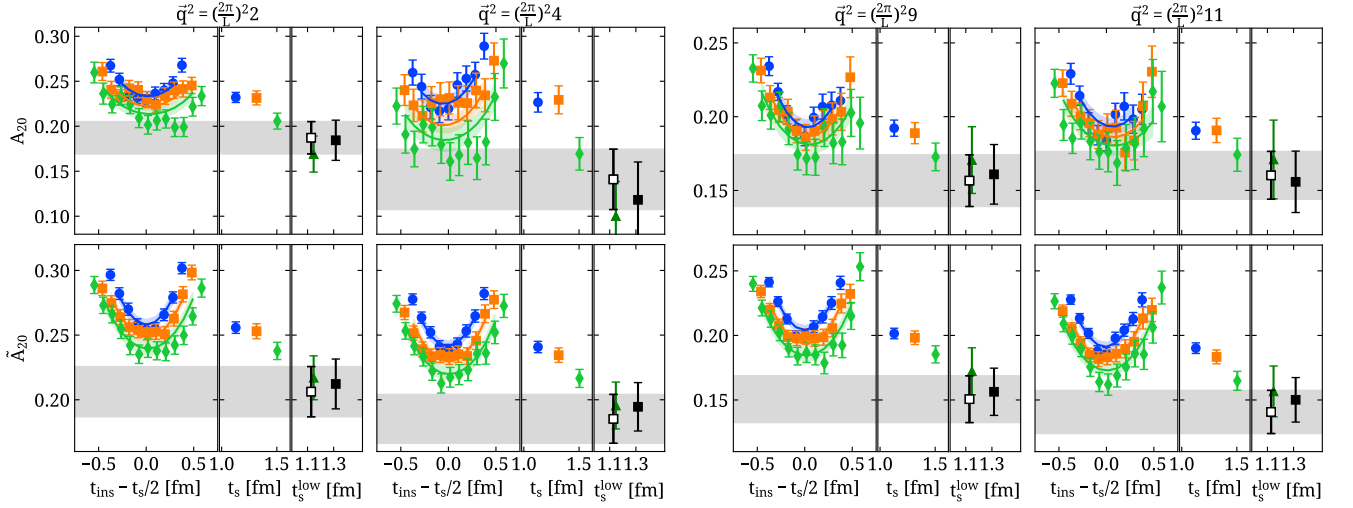 q⃗² = (2π/L)²2 q⃗² = (2π/L)²4 q⃗² = (2π/L)²9 q⃗² = (2π/L)²11
0.30 0.25
0.25
A₂₀ 0.20 0.20
0.15 0.15
0.10
0.30 0.25
Ã₂₀ 0.25 0.20
0.20 0.15
−0.5 0.0 0.5 1.0 1.5 1.1 1.3 −0.5 0.0 0.5 1.0 1.5 1.1 1.3 −0.5 0.0 0.5 1.0 1.5 1.1 1.3 −0.5 0.0 0.5 1.0 1.5 1.1 1.3
t_ins − t_s/2 [fm] t_s [fm] t_s^low [fm] t_ins − t_s/2 [fm] t_s [fm] t_s^low [fm] t_ins − t_s/2 [fm] t_s [fm] t_s^low [fm] t_ins − t_s/2 [fm] t_s [fm] t_s^low [fm]